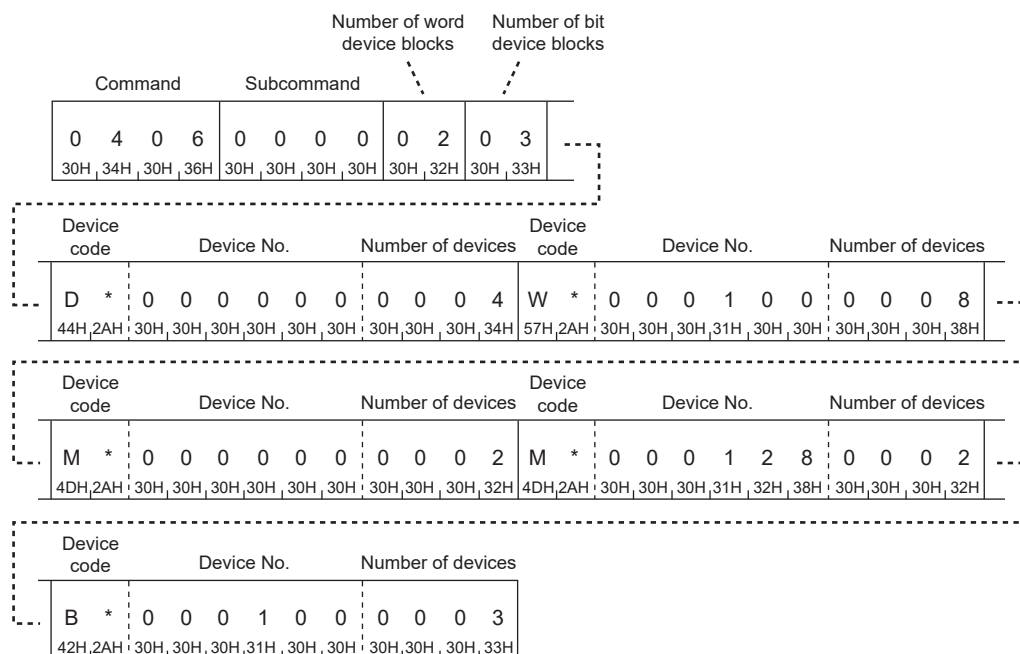 Number of word Number of bit
device blocks device blocks
Command Subcommand
0 4 0 6 0 0 0 0 0 2 0 3
30H 34H 30H 36H 30H 30H 30H 30H 30H 32H 30H 33H
Device Device
code Device No. Number of devices code Device No. Number of devices
D * 0 0 0 0 0 0 0 0 0 4 W * 0 0 0 1 0 0 0 0 0 8
44H 2AH 30H 30H 30H 30H 30H 30H 30H 30H 30H 34H 57H 2AH 30H 30H 30H 31H 30H 30H 30H 30H 30H 38H
Device Device
code Device No. Number of devices code Device No. Number of devices
M * 0 0 0 0 0 0 0 0 0 2 M * 0 0 0 1 2 8 0 0 0 2
4DH 2AH 30H 30H 30H 30H 30H 30H 30H 30H 30H 32H 4DH 2AH 30H 30H 30H 31H 32H 38H 30H 30H 30H 32H
Device
code Device No. Number of devices
B * 0 0 0 1 0 0 0 0 0 3
42H 2AH 30H 30H 30H 31H 30H 30H 30H 30H 30H 33H